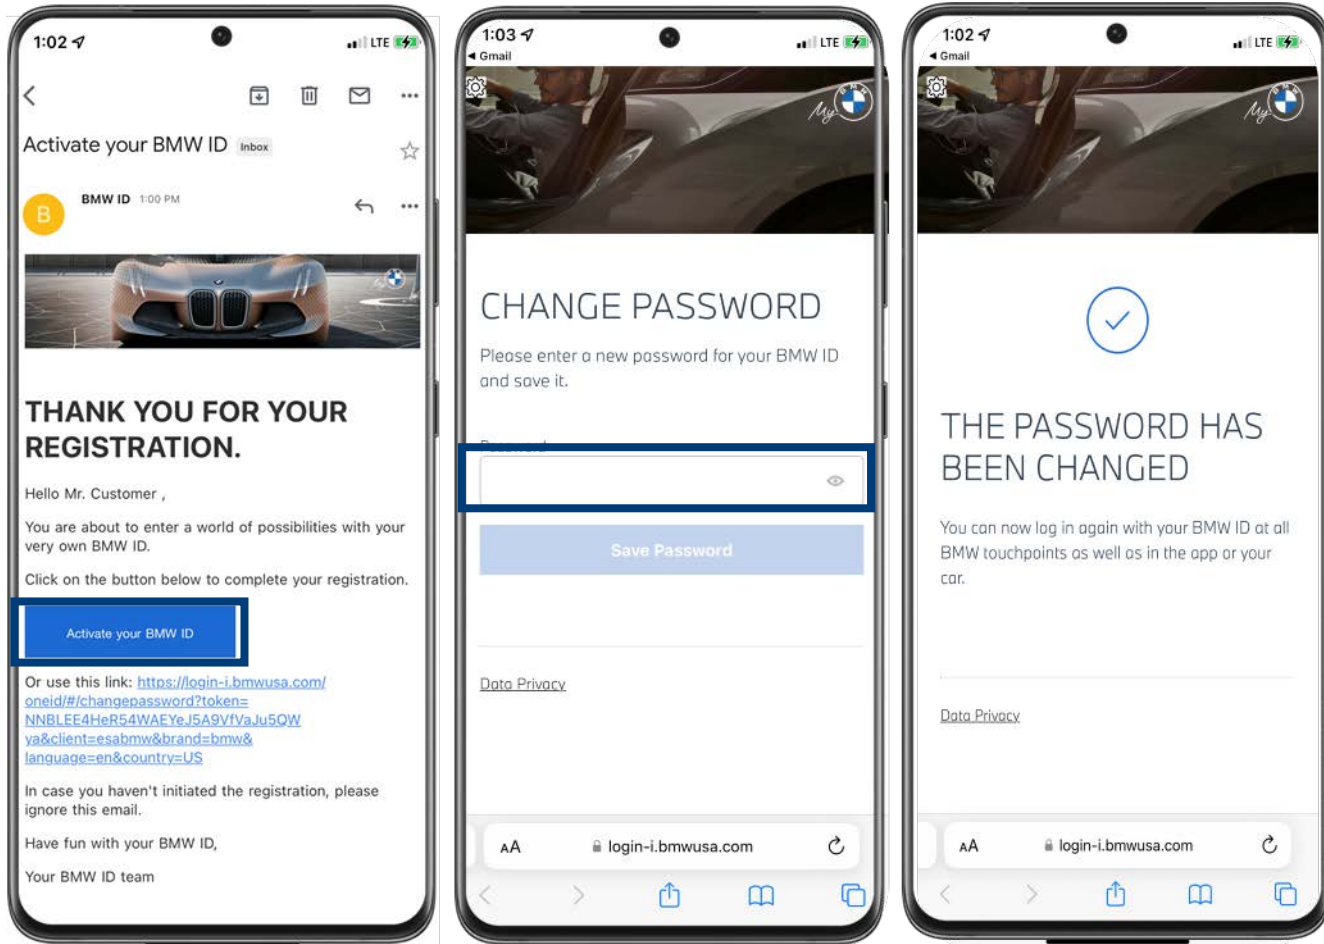 1:02
LTE
Activate your BMW ID Inbox
B
BMW ID 1:00 PM
THANK YOU FOR YOUR
REGISTRATION.
Hello Mr. Customer ,
You are about to enter a world of possibilities with your
very own BMW ID.
Click on the button below to complete your registration.
Activate your BMW ID
Or use this link: https://login-i.bmwusa.com/
oneid/#/changepassword?token=
NNBLEE4HeR54WAEYeJ5A9VfVaJu5QW
ya&client=esabmw&brand=bmw&
language=en&country=US
In case you haven't initiated the registration, please
ignore this email.
Have fun with your BMW ID,
Your BMW ID team
1:03
LTE
Gmail
My
BMW
CHANGE PASSWORD
Please enter a new password for your BMW ID
and save it.
Password
Save Password
Data Privacy
AA login-i.bmwusa.com
1:02
LTE
Gmail
My
BMW
THE PASSWORD HAS
BEEN CHANGED
You can now log in again with your BMW ID at all
BMW touchpoints as well as in the app or your
car.
Data Privacy
AA login-i.bmwusa.com